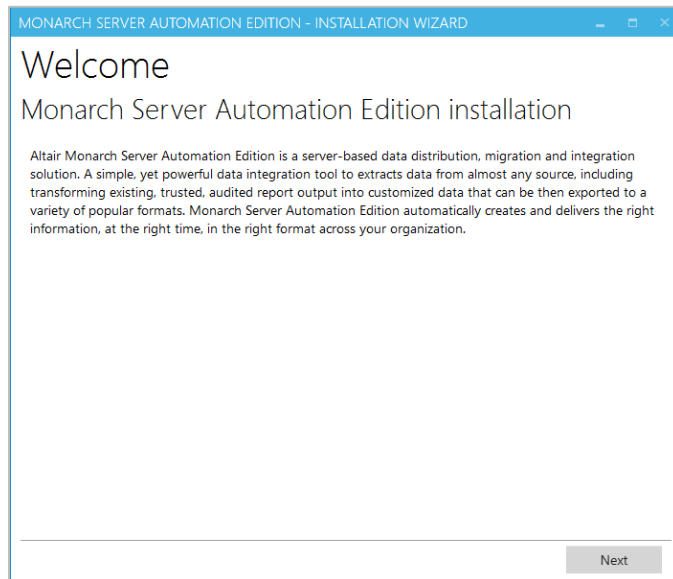 MONARCH SERVER AUTOMATION EDITION - INSTALLATION WIZARD
Welcome
Monarch Server Automation Edition installation
Altair Monarch Server Automation Edition is a server-based data distribution, migration and integration
solution. A simple, yet powerful data integration tool to extracts data from almost any source, including
transforming existing, trusted, audited report output into customized data that can be then exported to a
variety of popular formats. Monarch Server Automation Edition automatically creates and delivers the right
information, at the right time, in the right format across your organization.
Next